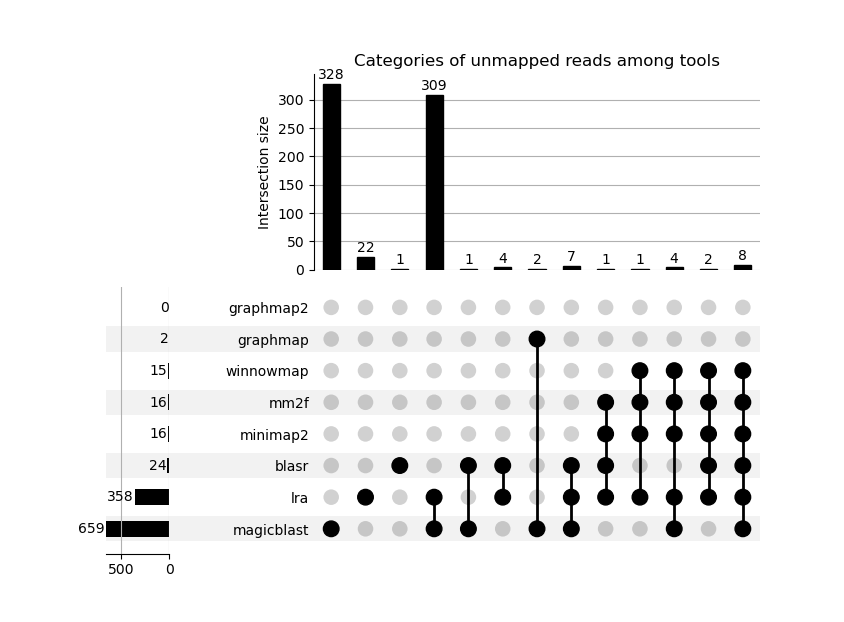 Categories of unmapped reads among tools
328
22
1
309
1
4
2
7
1
1
4
2
8
Intersection size
300
250
200
150
100
50
0
0 graphmap2
2 graphmap
15 winnowmap
16 mm2f
16 minimap2
24 blasr
358 lra
659 magicblast
500 0